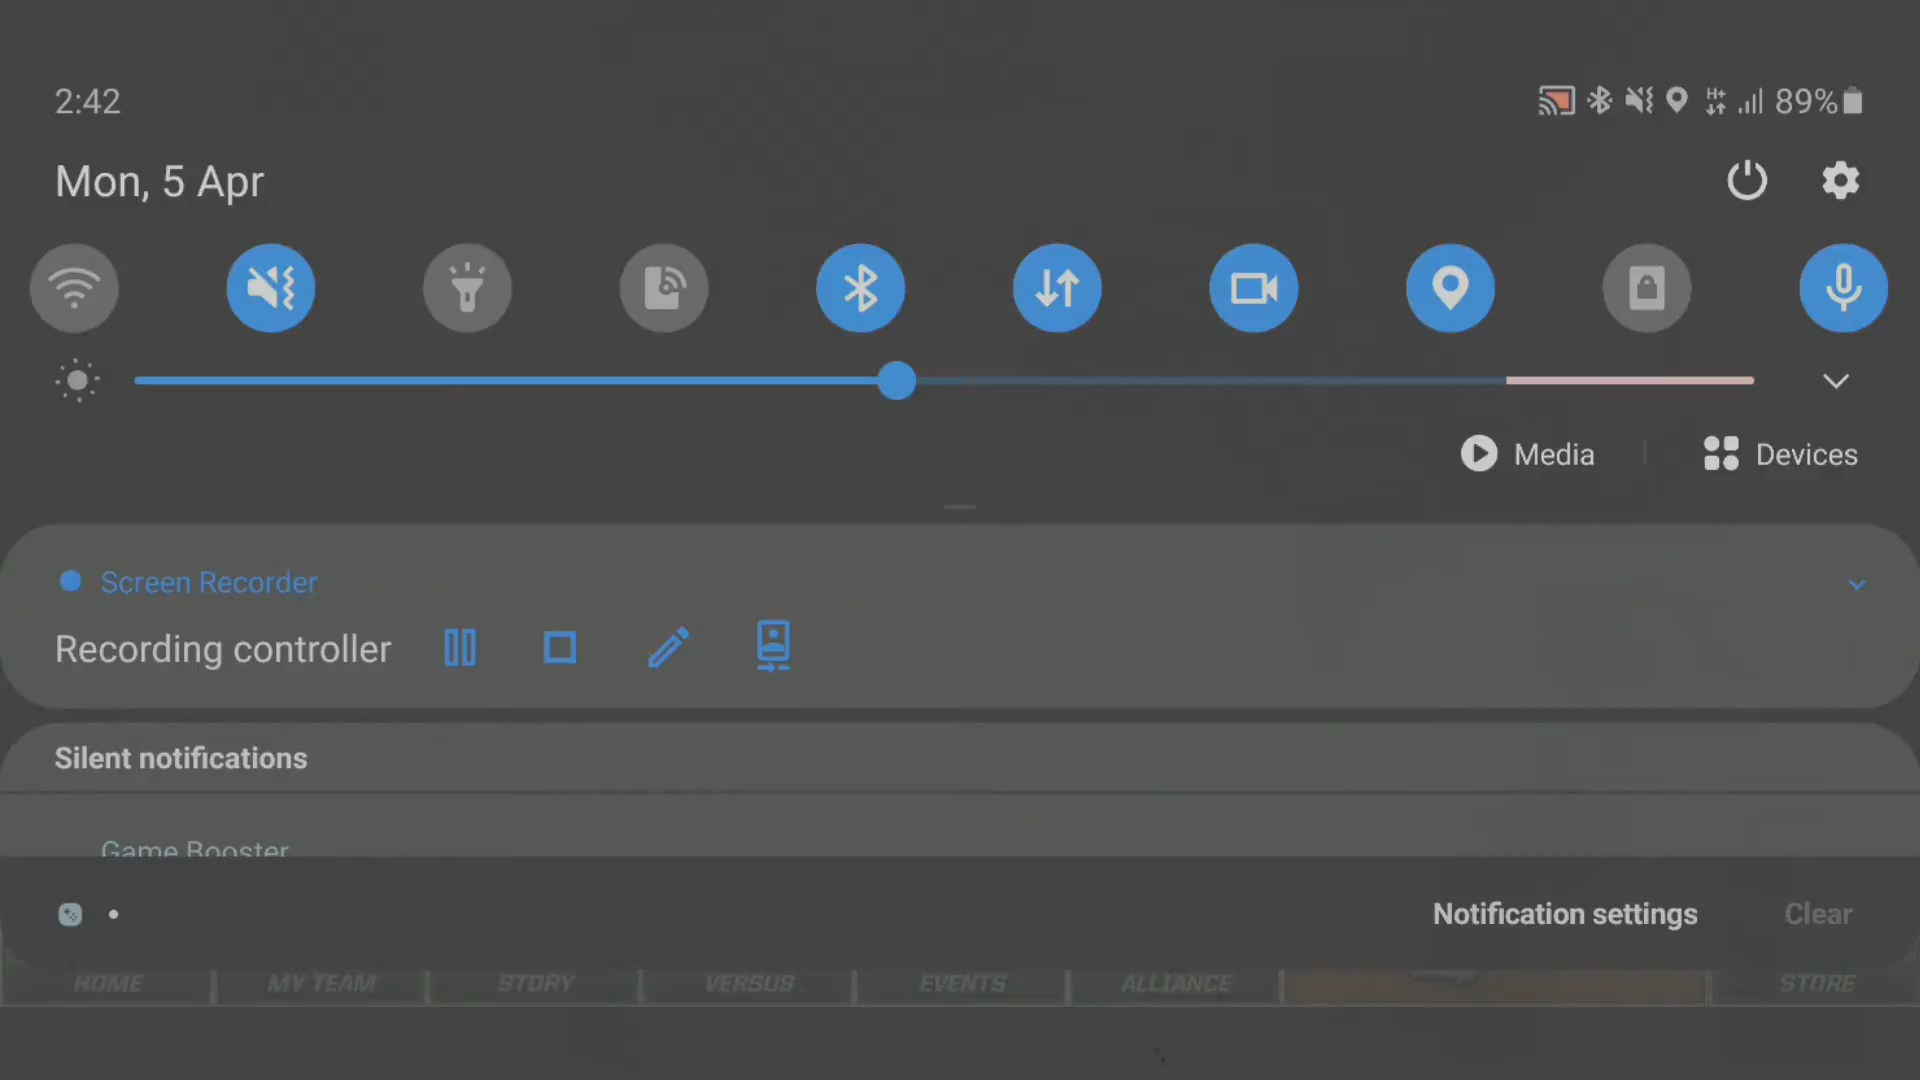 2:42
H+ 89%
Mon, 5 Apr
Media
Devices
Screen Recorder
Recording controller
Silent notifications
Game Booster
Notification settings
Clear
HOME MY TEAM STORY VERSUS EVENTS ALLIANCE STORE